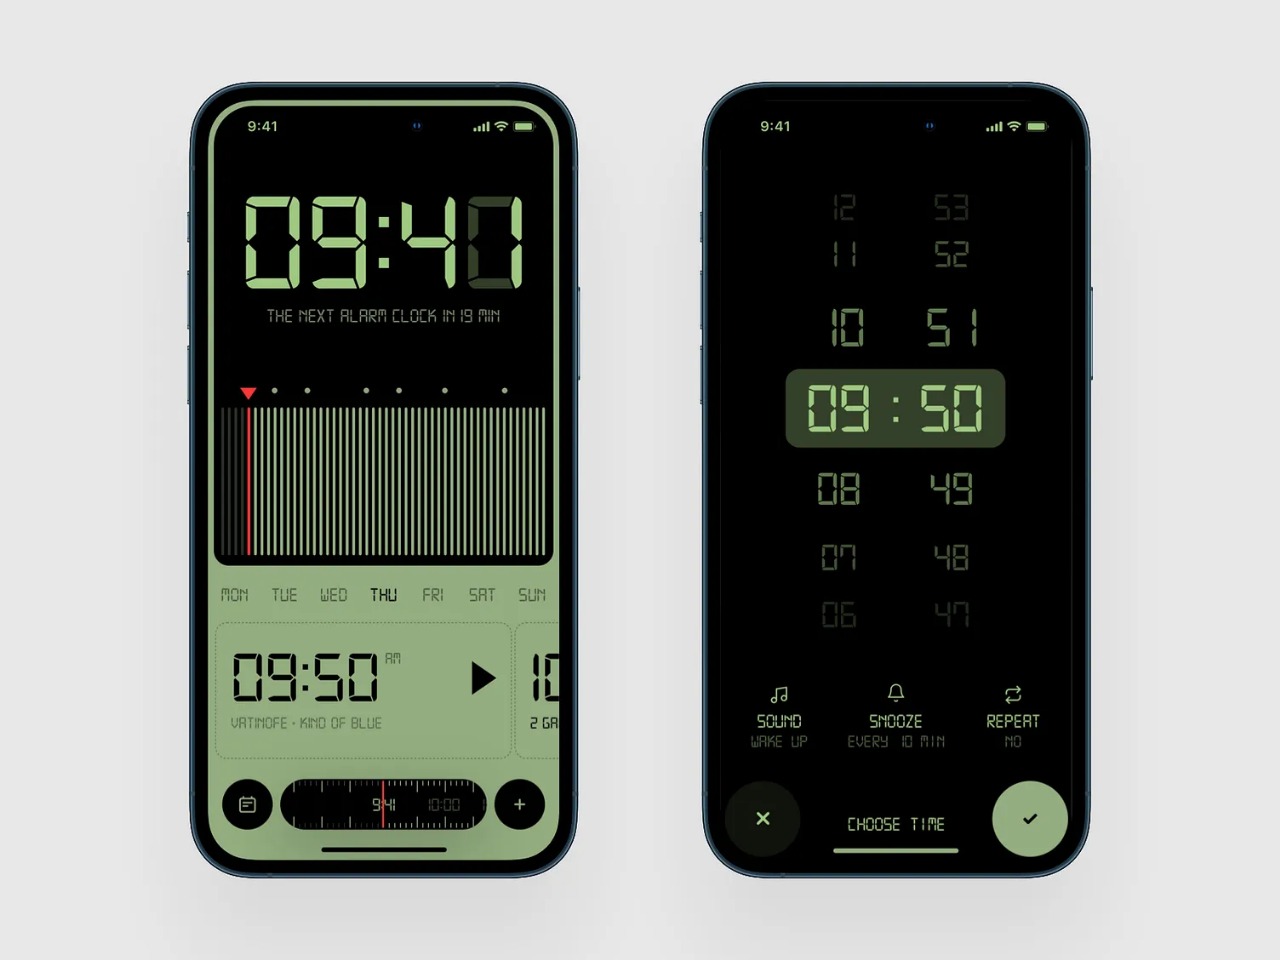 9:41
09:41
THE NEXT ALARM CLOCK IN 19 MIN
MON TUE WED THU FRI SAT SUN
09:50 AM
VATINOFE · KIND OF BLUE
10
2 GA
9:41 10:00
9:41
12 53
11 52
10 51
09 : 50
08 49
07 48
06 47
SOUND SNOOZE REPEAT
WAKE UP EVERY 10 MIN NO
CHOOSE TIME